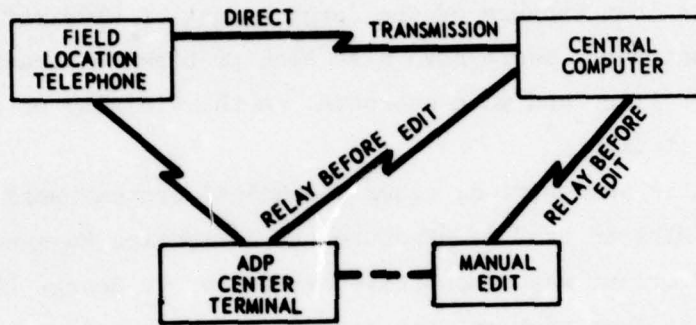 DIRECT TRANSMISSION
FIELD
LOCATION
TELEPHONE
CENTRAL
COMPUTER
RELAY BEFORE EDIT
RELAY BEFORE
EDIT
ADP
CENTER
TERMINAL
MANUAL
EDIT